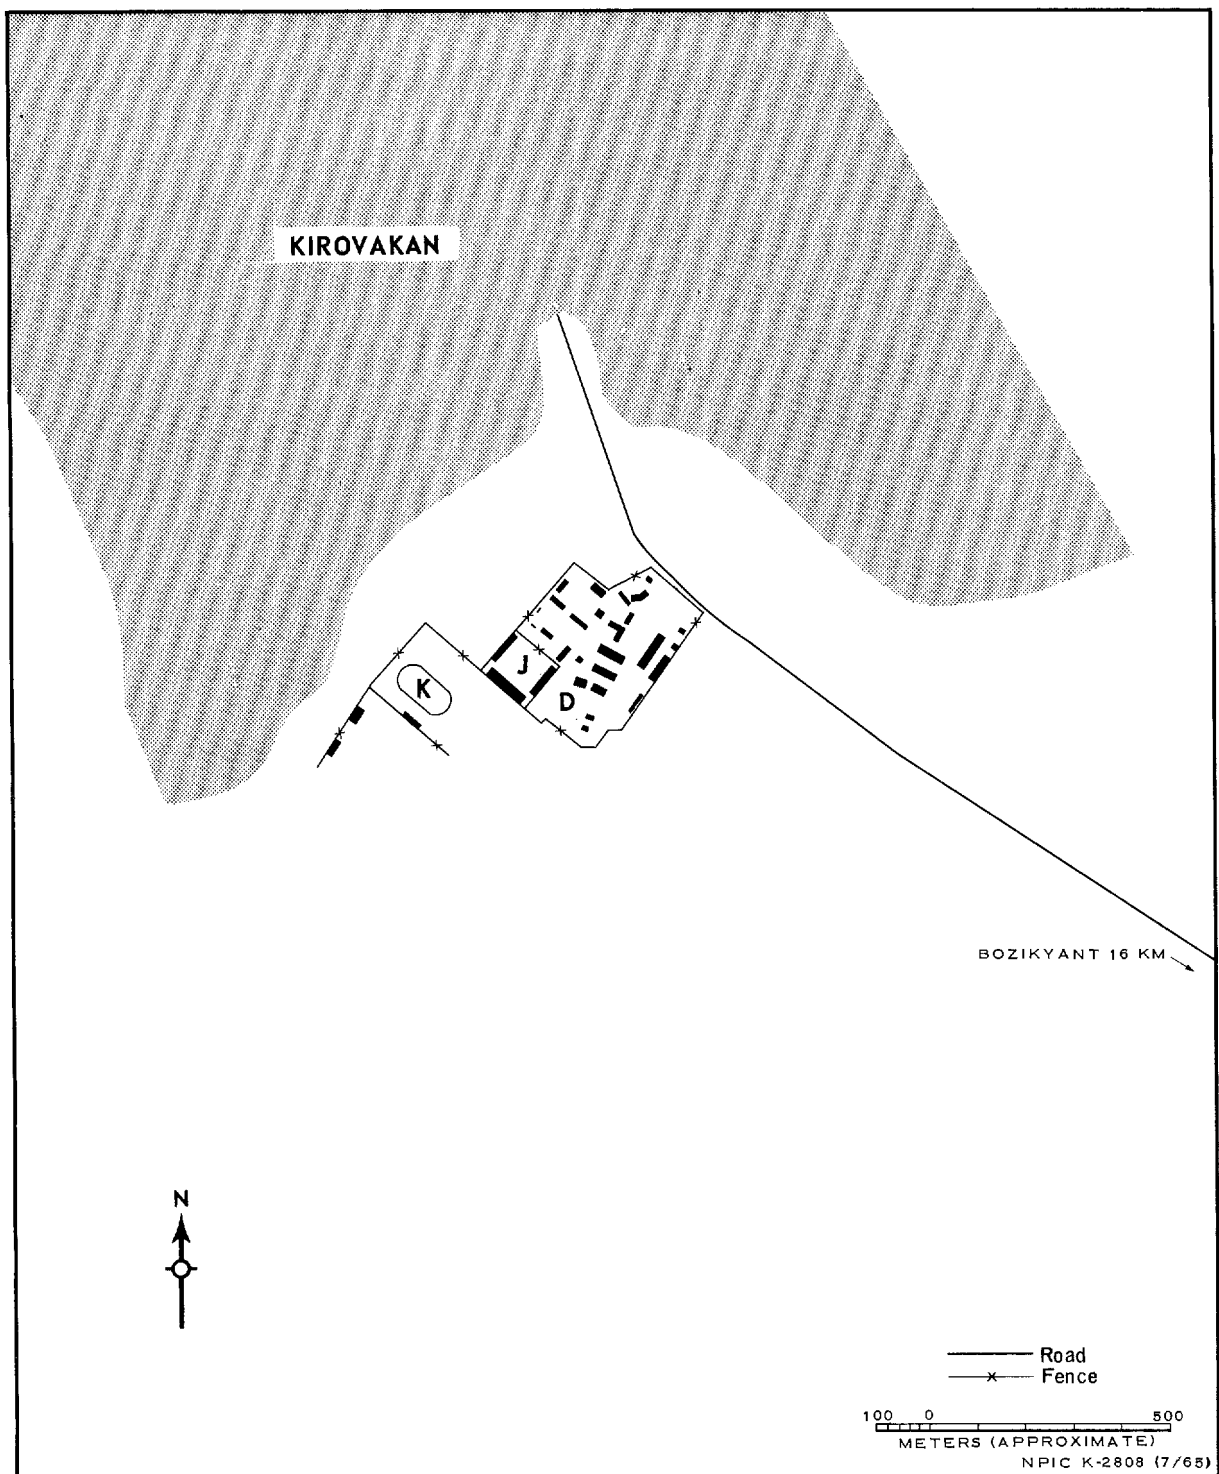 KIROVAKAN
K
J
D
BOZIKYANT 16 KM
N
Road
Fence
100 0 500
METERS (APPROXIMATE)
NPIC K-2808 (7/65)